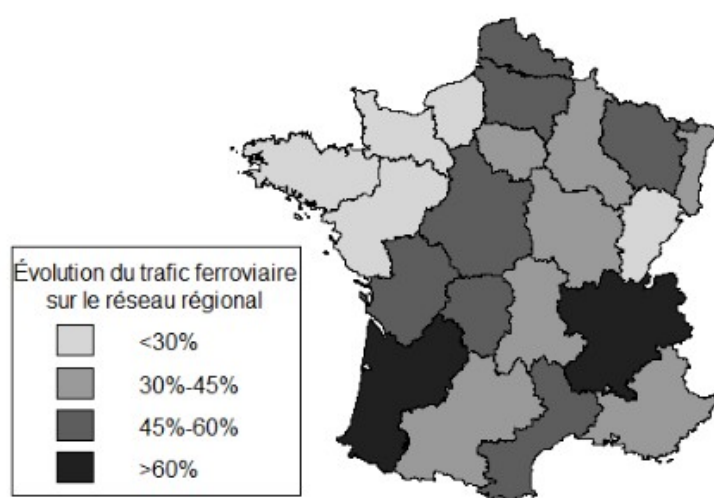 Évolution du trafic ferroviaire
sur le réseau régional
<30%
30%-45%
45%-60%
>60%